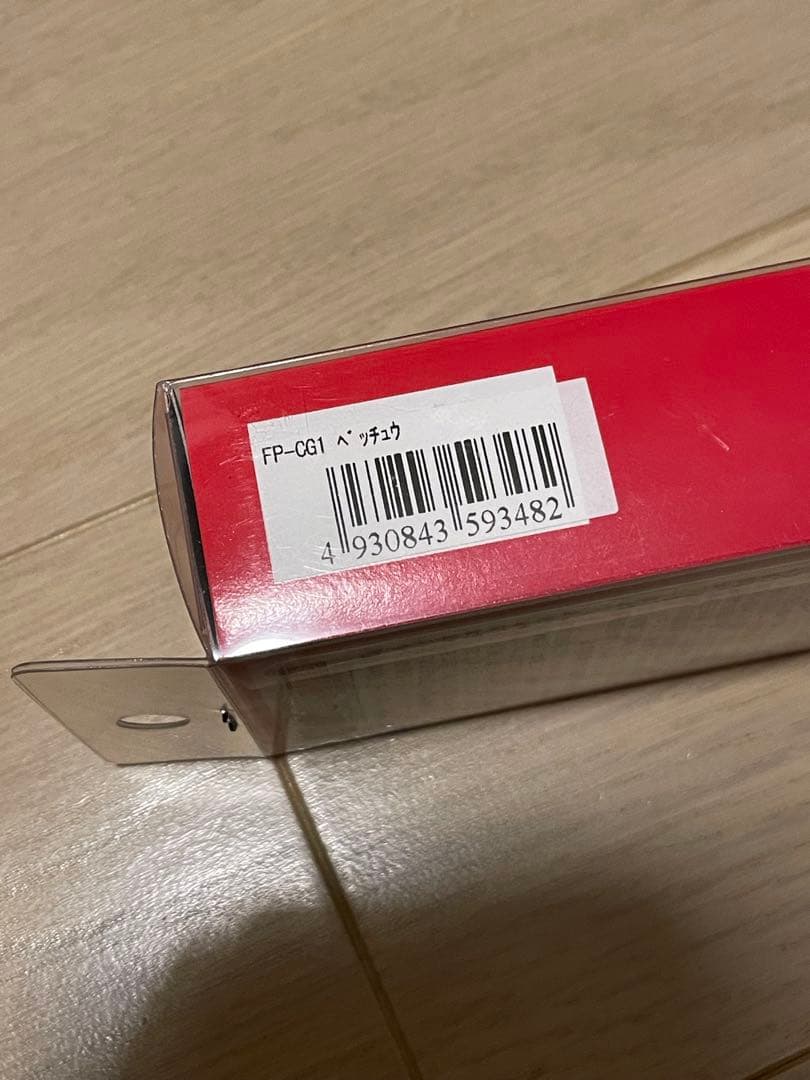 FP-CG1 ﾍﾞｯﾁｭｳ
4 930843 593482